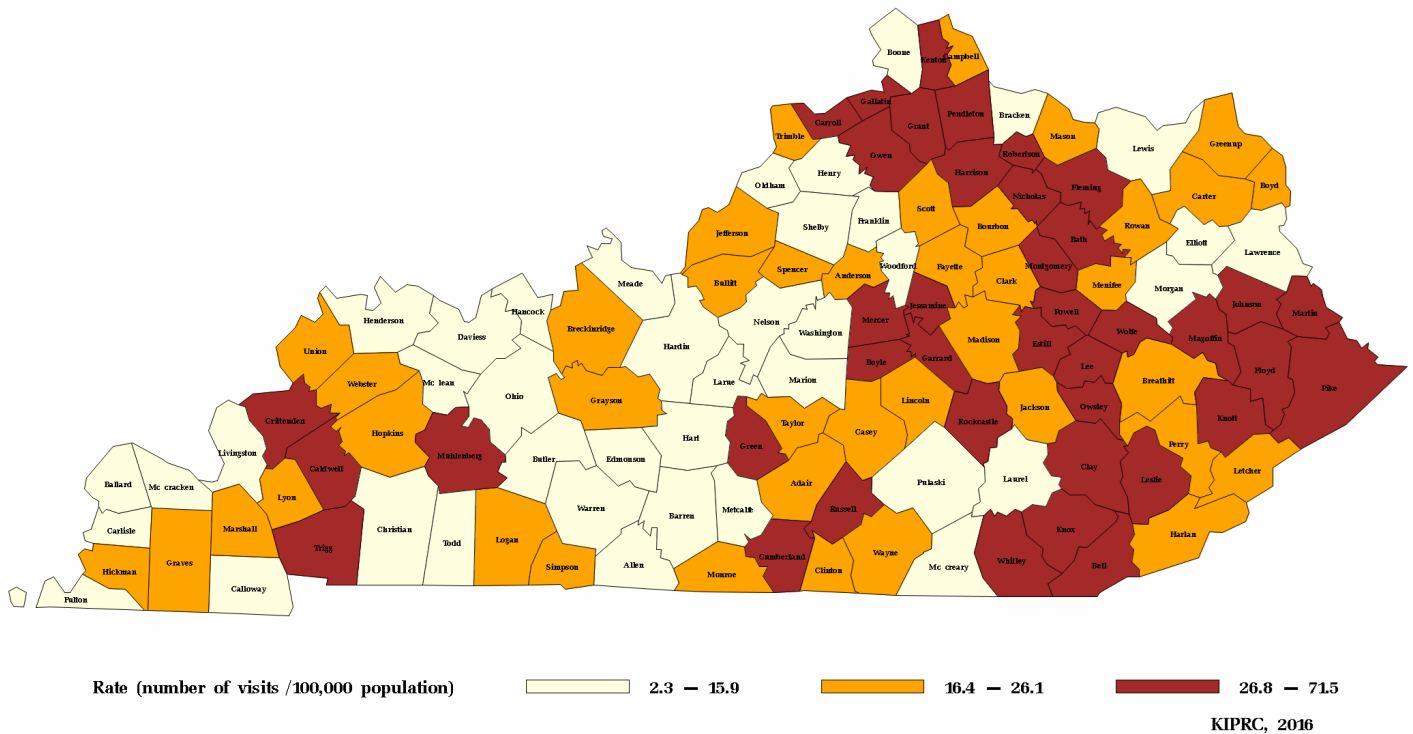 Boone
Kenton
Campbell
Gallatin
Carroll
Grant
Pendleton
Bracken
Trimble
Mason
Owen
Robertson
Lewis
Greenup
Henry
Harrison
Oldham
Nicholas
Fleming
Carter
Boyd
Scott
Franklin
Bourbon
Rowan
Shelby
Jefferson
Bath
Elliott
Lawrence
Woodford
Fayette
Montgomery
Spencer
Anderson
Clark
Menifee
Morgan
Bullitt
Meade
Jessamine
Johnson
Martin
Hancock
Powell
Henderson
Nelson
Mercer
Washington
Breckinridge
Wolfe
Daviess
Magoffin
Madison
Estill
Hardin
Union
Garrard
Boyle
Lee
Floyd
Marion
Larue
Breathitt
Webster
Mc lean
Pike
Ohio
Grayson
Lincoln
Jackson
Owsley
Crittenden
Taylor
Rockcastle
Knott
Hopkins
Casey
Hart
Green
Perry
Livingston
Muhlenberg
Butler
Edmonson
Caldwell
Clay
Letcher
Ballard
Mc cracken
Adair
Pulaski
Laurel
Leslie
Lyon
Warren
Metcalfe
Russell
Barren
Carlisle
Marshall
Christian
Knox
Harlan
Todd
Logan
Trigg
Wayne
Cumberland
Graves
Whitley
Hickman
Simpson
Allen
Bell
Mc creary
Clinton
Monroe
Calloway
Fulton
Rate (number of visits /100,000 population)
2.3 – 15.9
16.4 – 26.1
26.8 – 71.5
KIPRC, 2016